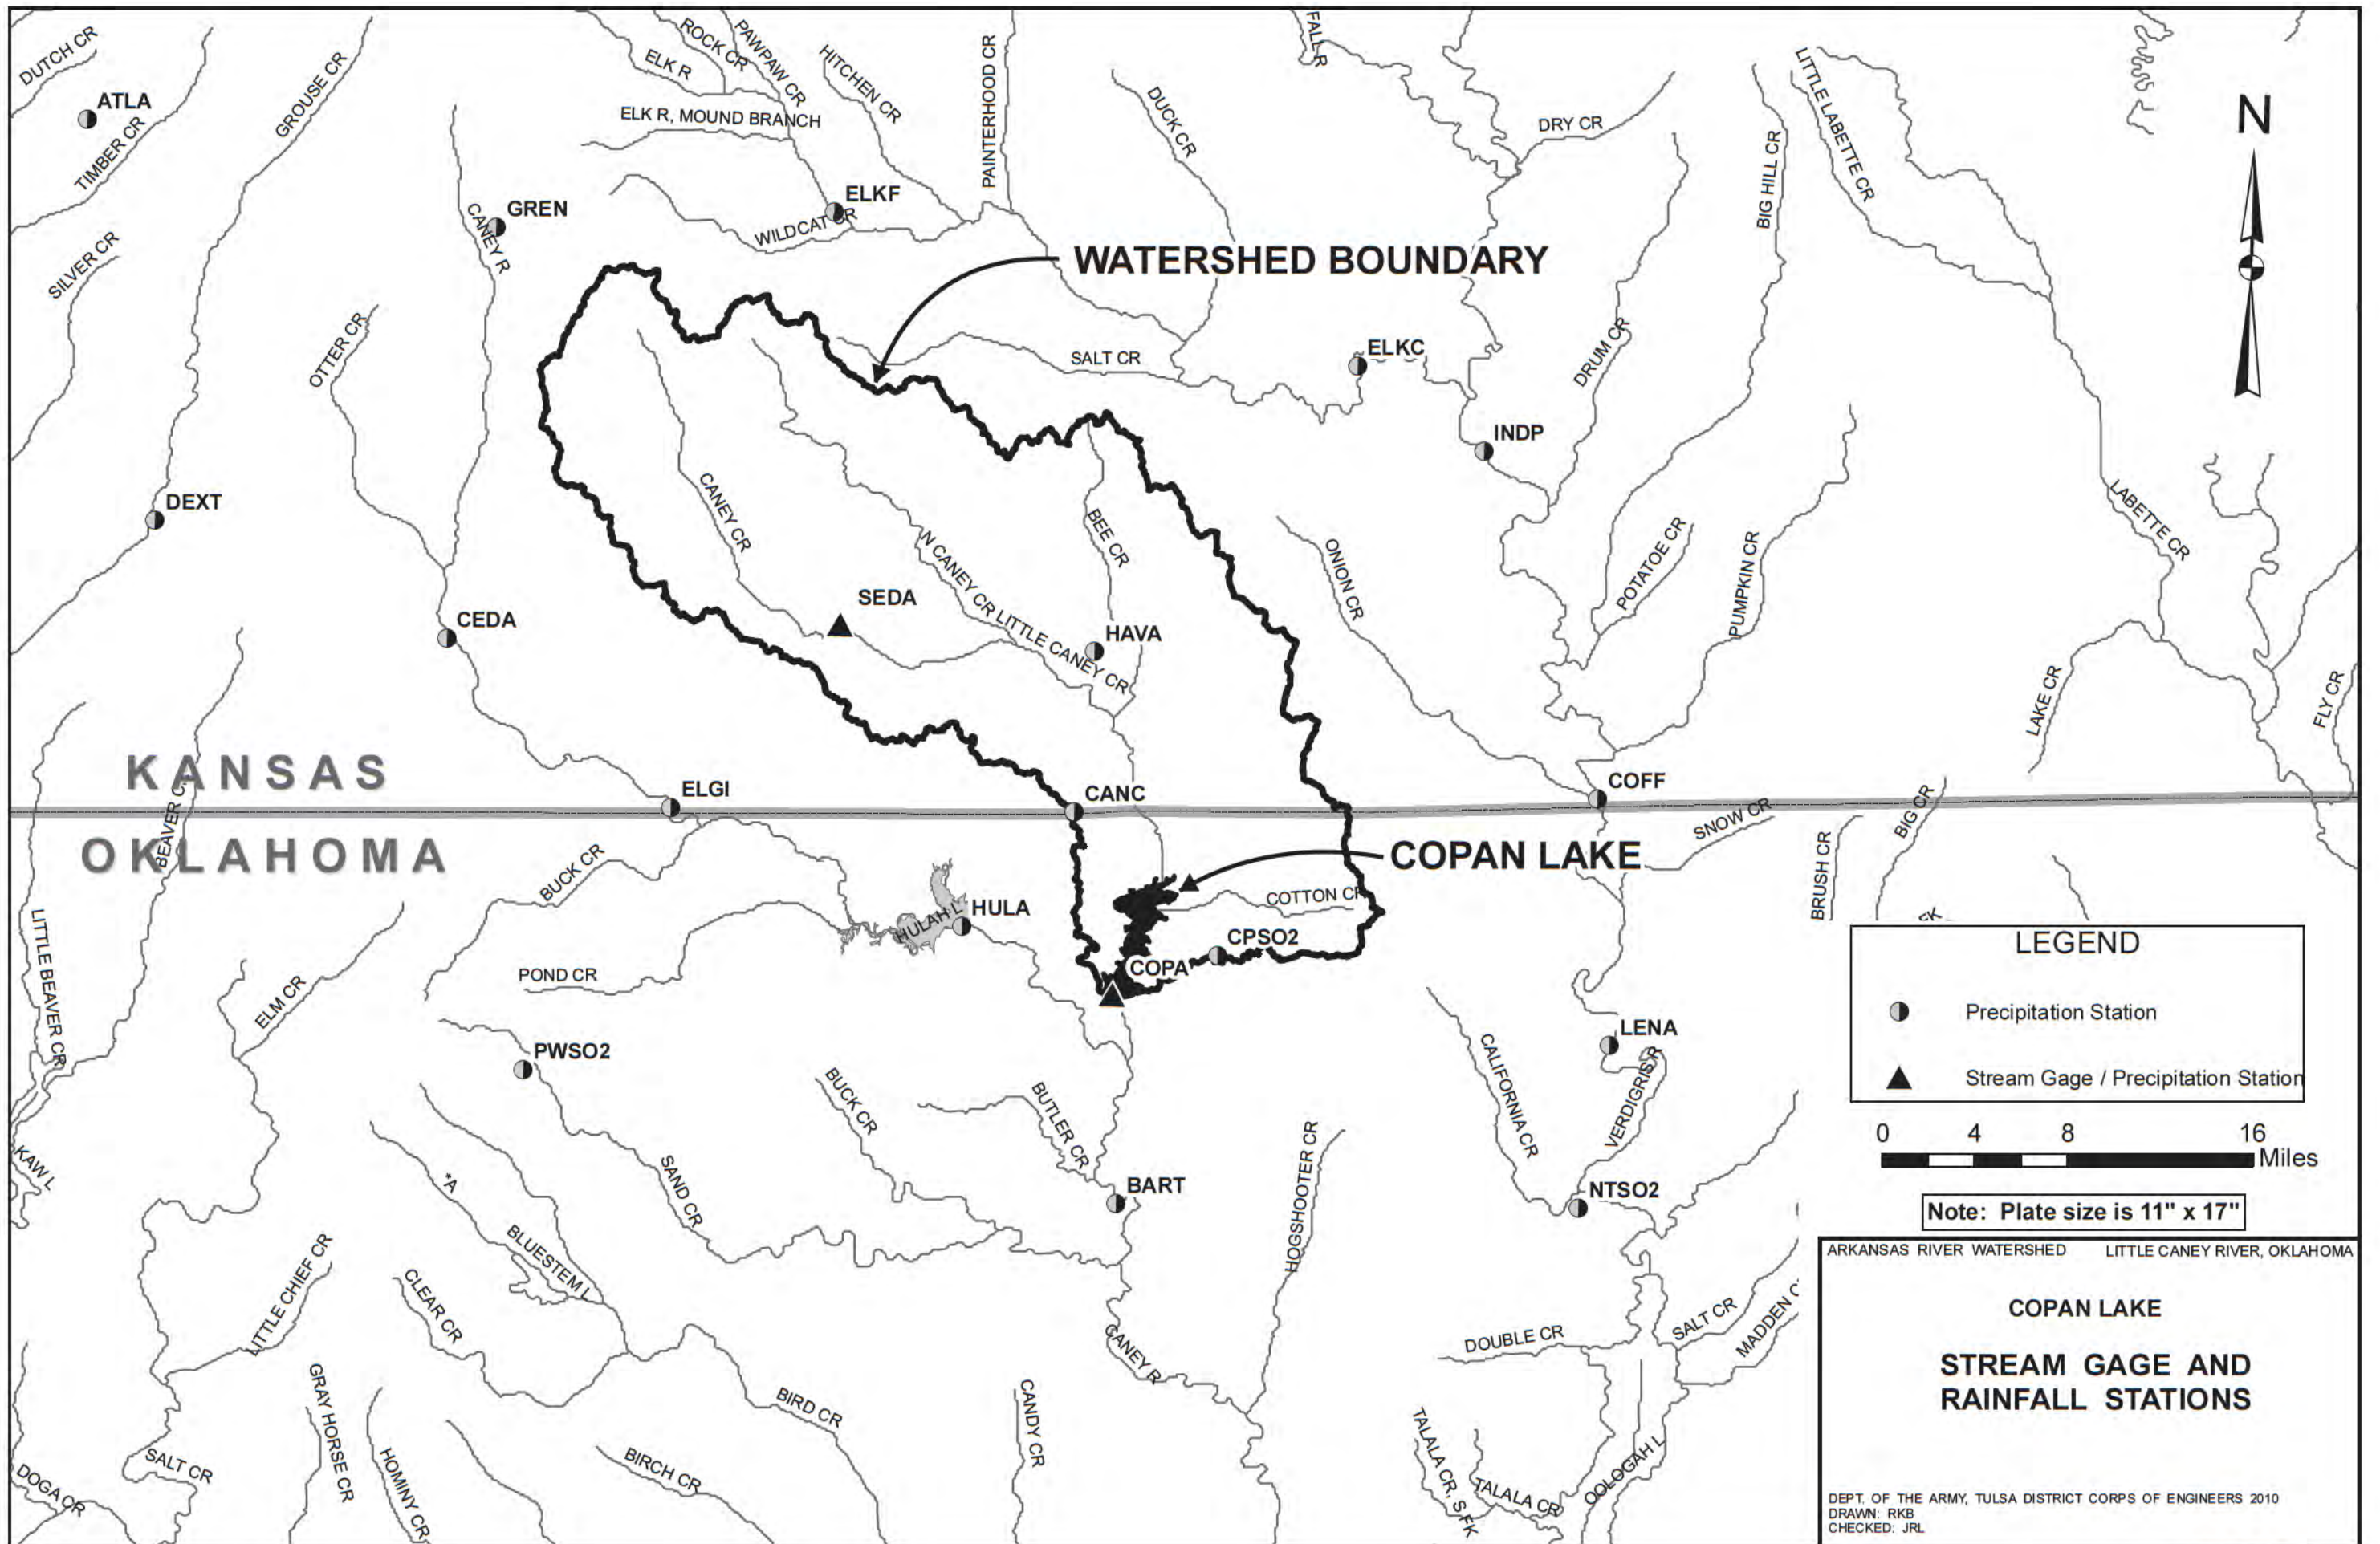 DUTCH CR
ATLA
TIMBER CR
GROUSE CR
SILVER CR
ROCK CR
PAWPAW CR
ELK R
HITCHEN CR
ELK R, MOUND BRANCH
PAINTERHOOD CR
DUCK CR
FALL R
DRY CR
BIG HILL CR
LITTLE LABETTE CR
N
GREN
CANEY R
ELKF
WILDCAT CR
WATERSHED BOUNDARY
OTTER CR
SALT CR
ELKC
DRUM CR
INDP
DEXT
CANEY CR
N CANEY CR
LITTLE CANEY CR
BEE CR
ONION CR
POTATOE CR
PUMPKIN CR
LABETTE CR
CEDA
SEDA
HAVA
LAKE CR
FLY CR
KANSAS
ELGI
CANC
COFF
OKLAHOMA
BEAVER C
SNOW CR
BIG CR
BRUSH CR
COPAN LAKE
BUCK CR
COTTON CR
HULAH L
HULA
CPSO2
COPA
LITTLE BEAVER CR
ELM CR
POND CR
LEGEND
Precipitation Station
Stream Gage / Precipitation Station
0 4 8 16
Miles
Note: Plate size is 11" x 17"
PWSO2
LENA
CALIFORNIA CR
VERDIGRIS R
BUCK CR
BUTLER CR
KAW L
*A
SAND CR
BART
HOGSHOOTER CR
NTSO2
BLUESTEM L
LITTLE CHIEF CR
CLEAR CR
CANEY R
DOUBLE CR
SALT CR
MADDEN C
GRAY HORSE CR
BIRD CR
CANDY CR
TALALA CR, S FK
TALALA CR
OOLOGAH L
SALT CR
HOMINY CR
BIRCH CR
DOGA CR
ARKANSAS RIVER WATERSHED LITTLE CANEY RIVER, OKLAHOMA
COPAN LAKE
STREAM GAGE AND
RAINFALL STATIONS
DEPT. OF THE ARMY, TULSA DISTRICT CORPS OF ENGINEERS 2010
DRAWN: RKB
CHECKED: JRL